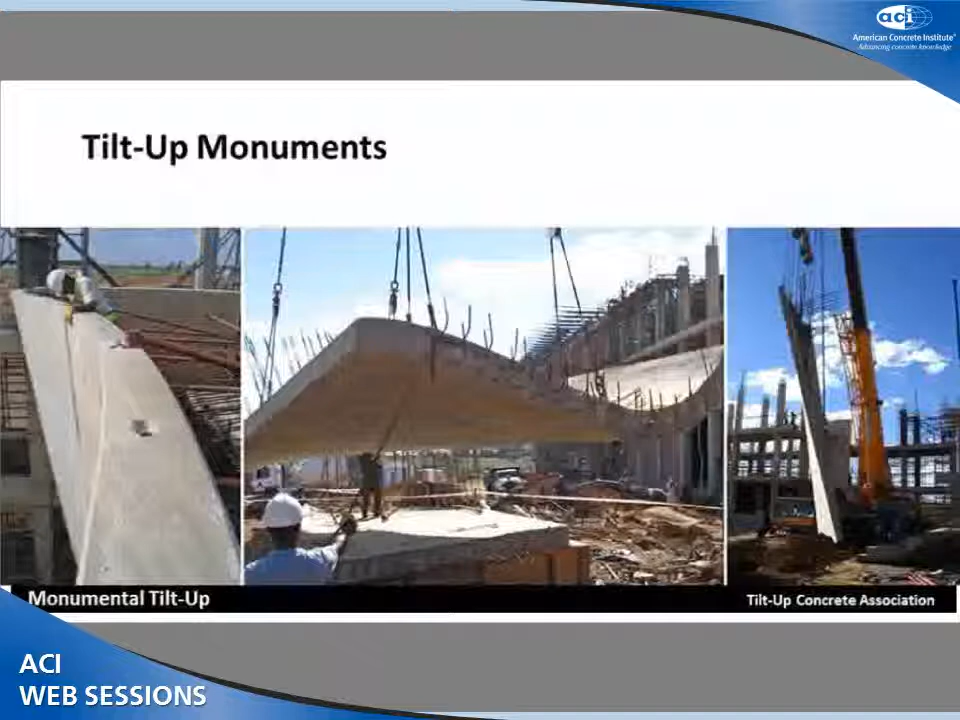 aci
American Concrete Institute®
Advancing concrete knowledge
Tilt-Up Monuments
Monumental Tilt-Up
Tilt-Up Concrete Association
ACI
WEB SESSIONS